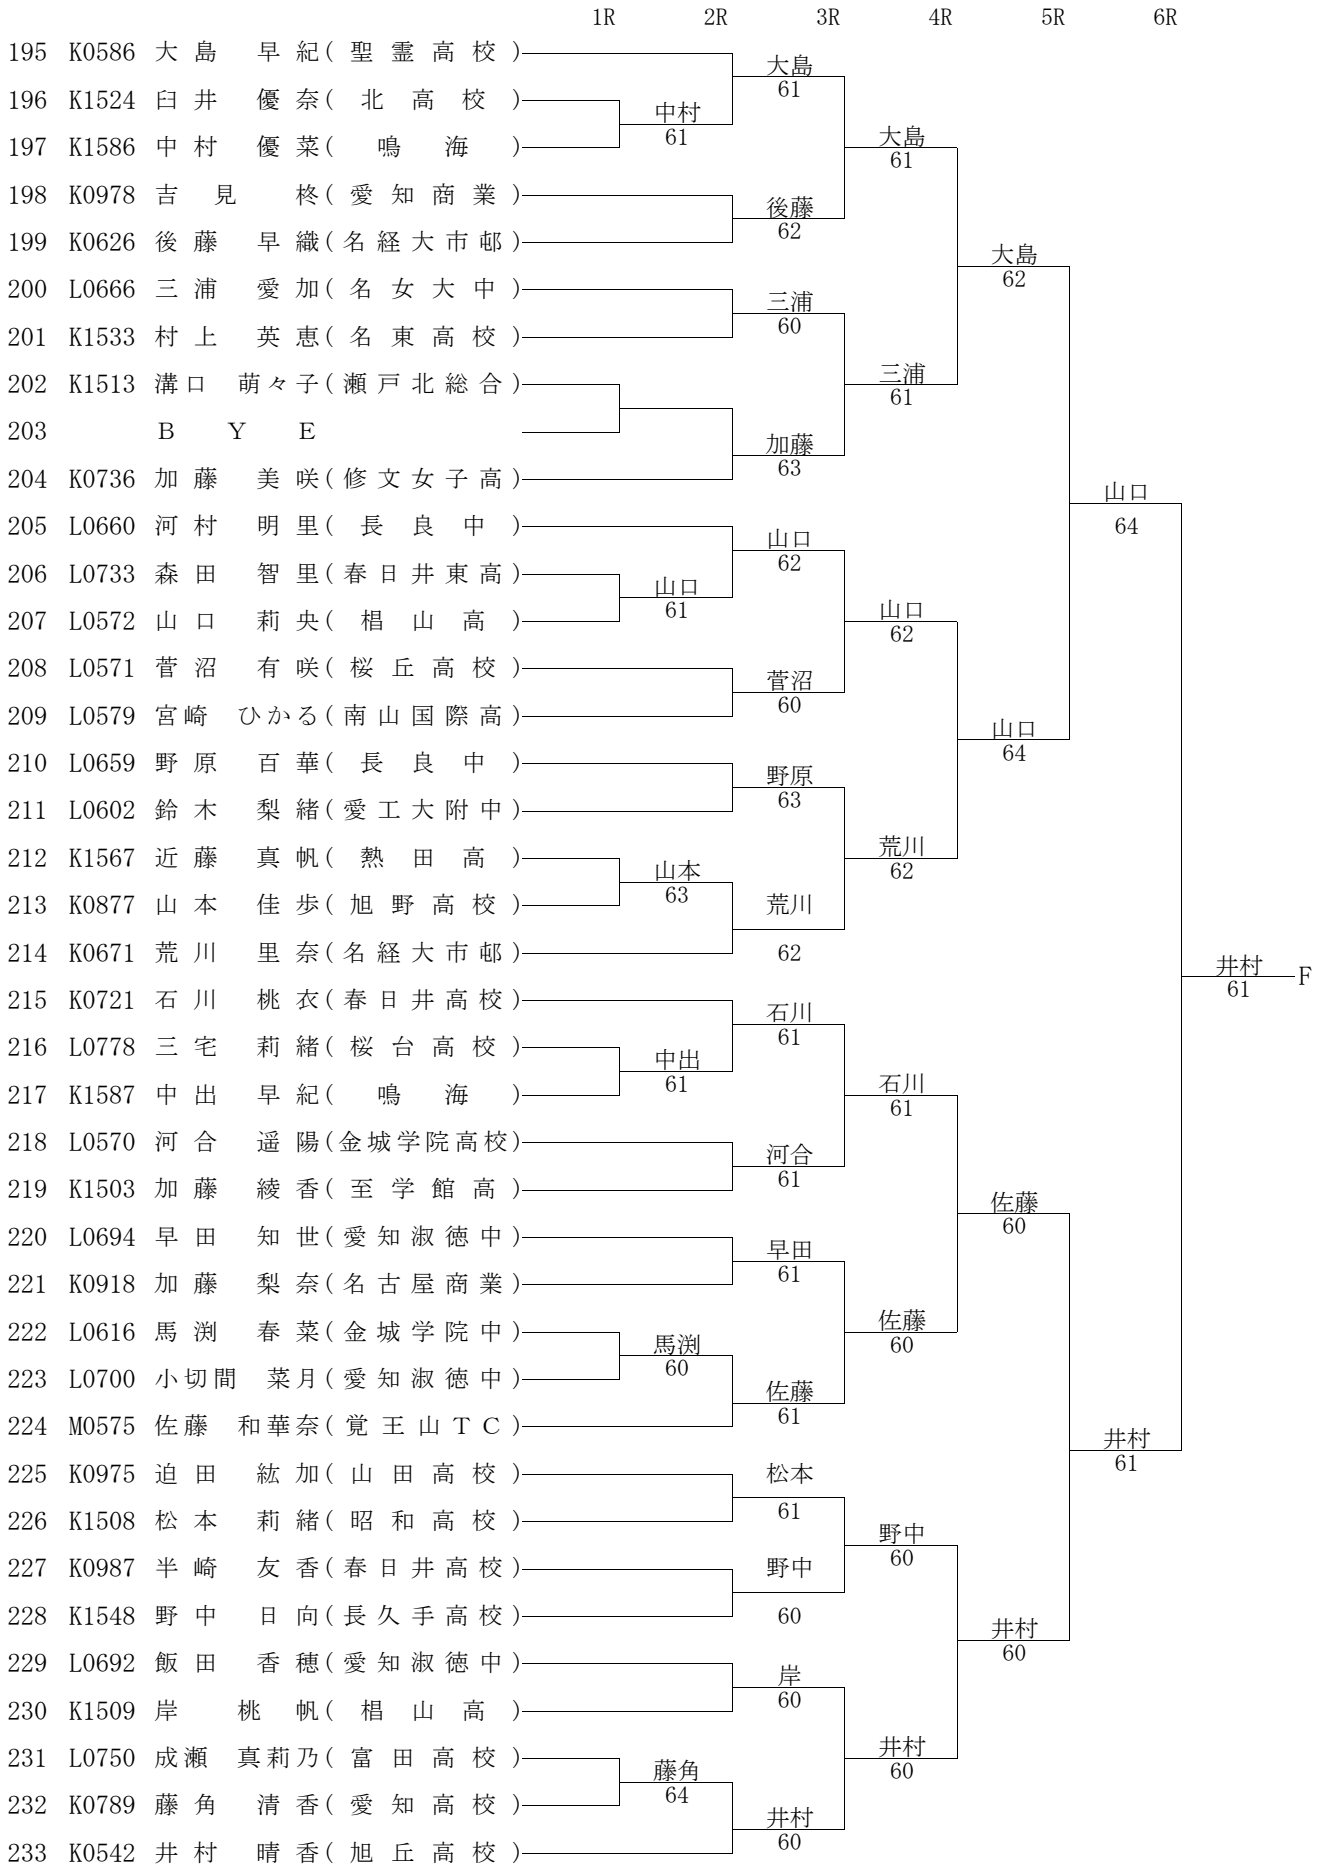 1R 2R 3R 4R 5R 6R
195 K0586 大島 早紀(聖霊高校)
大島
61
196 K1524 臼井 優奈(北高校)
中村
61
197 K1586 中村 優菜(鳴海)
大島
61
198 K0978 吉見 柊(愛知商業)
後藤
62
199 K0626 後藤 早織(名経大市邨)
大島
62
200 L0666 三浦 愛加(名女大中)
三浦
60
201 K1533 村上 英恵(名東高校)
202 K1513 溝口 萌々子(瀬戸北総合)
三浦
61
203 BYE
加藤
63
204 K0736 加藤 美咲(修文女子高)
山口
64
205 L0660 河村 明里(長良中)
山口
62
206 L0733 森田 智里(春日井東高)
山口
61
207 L0572 山口 莉央(椙山高)
山口
62
208 L0571 菅沼 有咲(桜丘高校)
菅沼
60
209 L0579 宮崎 ひかる(南山国際高)
山口
64
210 L0659 野原 百華(長良中)
野原
63
211 L0602 鈴木 梨緒(愛工大附中)
212 K1567 近藤 真帆(熱田高)
荒川
62
山本
63
213 K0877 山本 佳歩(旭野高校)
荒川
62
214 K0671 荒川 里奈(名経大市邨)
井村
61
F
215 K0721 石川 桃衣(春日井高校)
石川
61
216 L0778 三宅 莉緒(桜台高校)
中出
61
217 K1587 中出 早紀(鳴海)
石川
61
218 L0570 河合 遥陽(金城学院高校)
河合
61
219 K1503 加藤 綾香(至学館高)
佐藤
60
220 L0694 早田 知世(愛知淑徳中)
早田
61
221 K0918 加藤 梨奈(名古屋商業)
222 L0616 馬渕 春菜(金城学院中)
佐藤
60
馬渕
60
223 L0700 小切間 菜月(愛知淑徳中)
佐藤
61
224 M0575 佐藤 和華奈(覚王山TC)
井村
61
225 K0975 迫田 紘加(山田高校)
松本
61
226 K1508 松本 莉緒(昭和高校)
野中
60
227 K0987 半崎 友香(春日井高校)
野中
60
228 K1548 野中 日向(長久手高校)
井村
60
229 L0692 飯田 香穂(愛知淑徳中)
岸
60
230 K1509 岸 桃帆(椙山高)
231 L0750 成瀬 真莉乃(富田高校)
井村
60
藤角
64
232 K0789 藤角 清香(愛知高校)
井村
60
233 K0542 井村 晴香(旭丘高校)